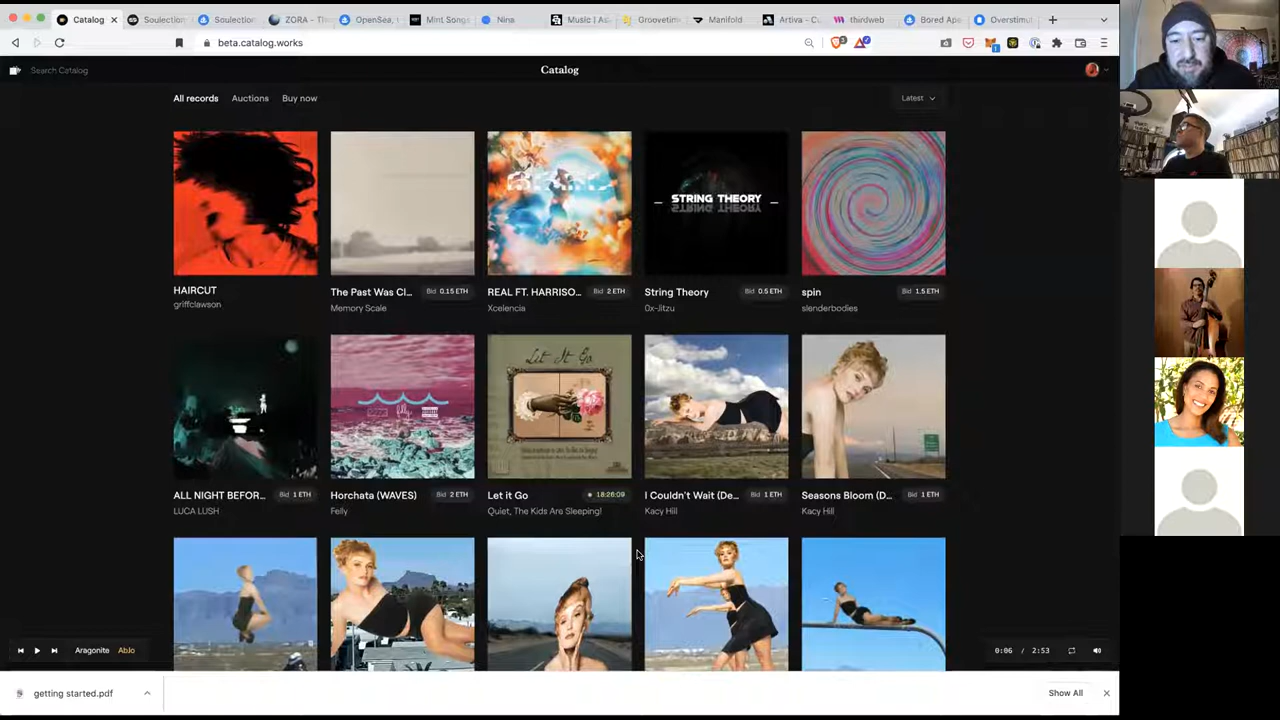 Catalog
Soulection
Soulection
ZORA - Th
OpenSea,
Mint Songs
Nina
Music | As
Groovetim
Manifold
Artiva - Cu
thirdweb
Bored Ape
Overstimul
beta.catalog.works
Search Catalog
Catalog
All records
Auctions
Buy now
Latest
STRING THEORY
Let It Go
HAIRCUT
griffclawson
The Past Was Cl...
Bid 0.15 ETH
Memory Scale
REAL FT. HARRISO...
Bid 2 ETH
Xcelencia
String Theory
Bid 0.5 ETH
0x-Jitzu
spin
Bid 1.5 ETH
slenderbodies
ALL NIGHT BEFOR...
Bid 1 ETH
LUCA LUSH
Horchata (WAVES)
Bid 2 ETH
Felly
Let it Go
18:26:09
Quiet, The Kids Are Sleeping!
I Couldn't Wait (De...
Bid 1 ETH
Kacy Hill
Seasons Bloom (D...
Bid 1 ETH
Kacy Hill
Aragonite
AbJo
0:06 / 2:53
getting started.pdf
Show All